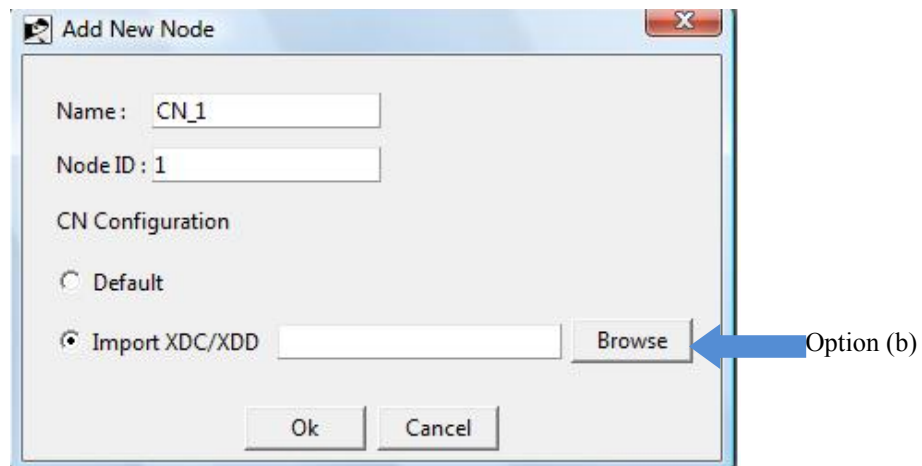 Add New Node
Name : CN_1
Node ID : 1
CN Configuration
Default
Import XDC/XDD Browse
Option (b)
Ok Cancel